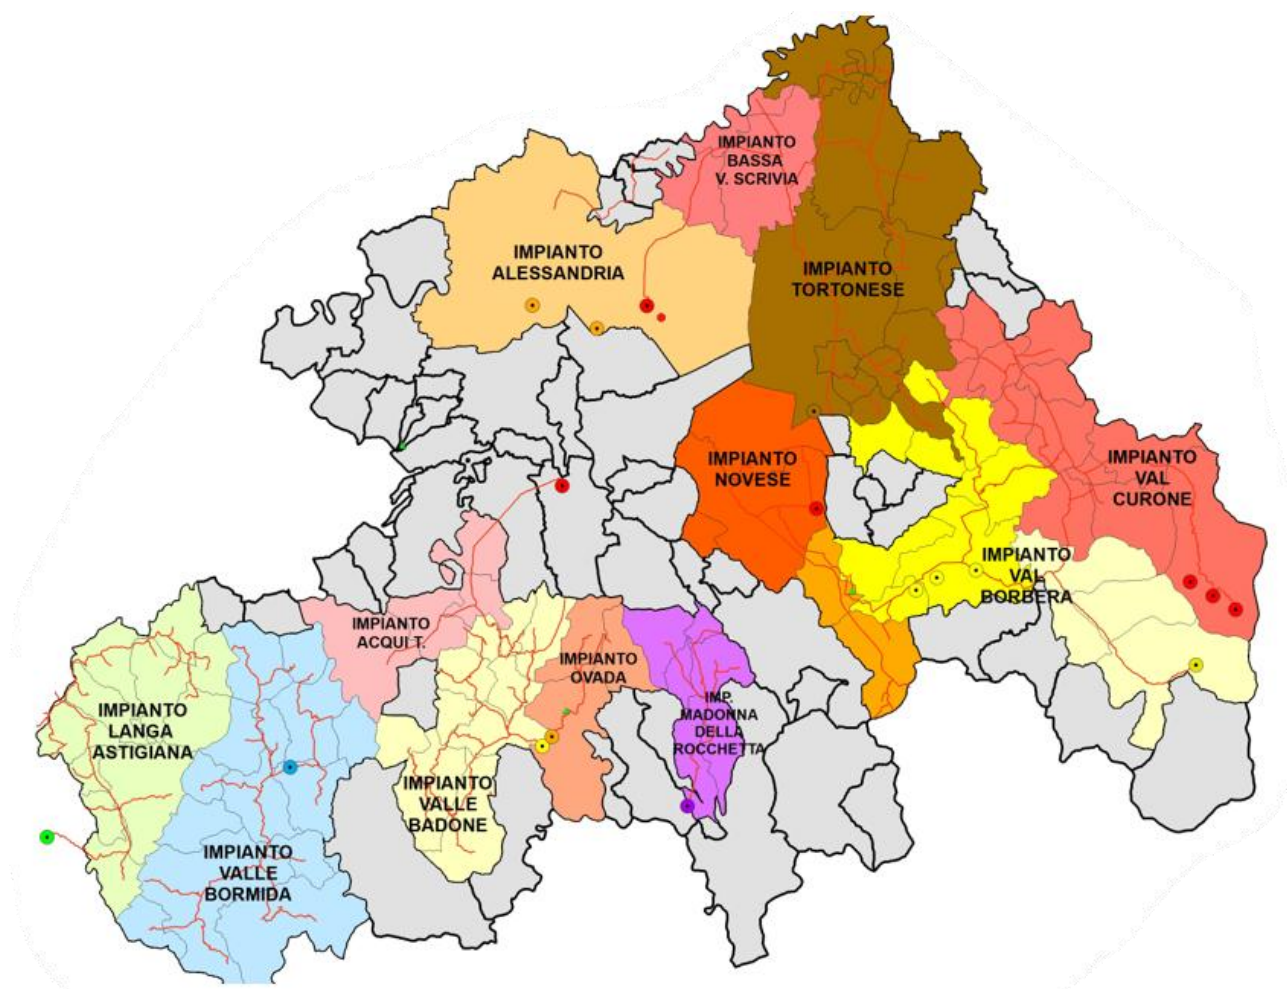 IMPIANTO
BASSA
V. SCRIVIA
IMPIANTO
ALESSANDRIA
IMPIANTO
TORTONESE
IMPIANTO
NOVESE
IMPIANTO
VAL
CURONE
IMPIANTO
VAL
BORBERA
IMPIANTO
ACQUI T.
IMPIANTO
OVADA
IMP.
MADONNA
DELLA
ROCCHETTA
IMPIANTO
LANGA
ASTIGIANA
IMPIANTO
VALLE
BADONE
IMPIANTO
VALLE
BORMIDA